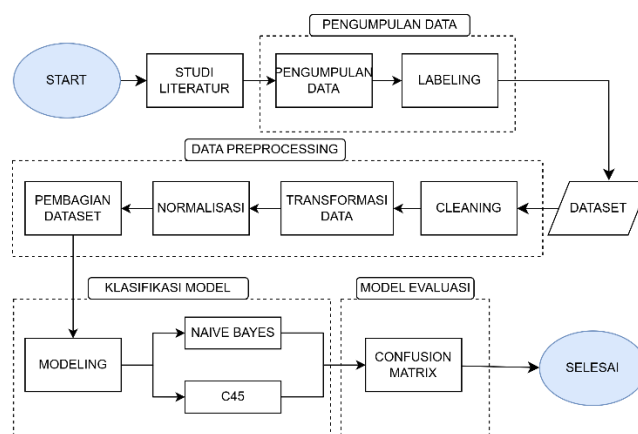 PENGUMPULAN DATA
START
STUDI
LITERATUR
PENGUMPULAN
DATA
LABELING
DATA PREPROCESSING
PEMBAGIAN
DATASET
NORMALISASI
TRANSFORMASI
DATA
CLEANING
DATASET
KLASIFIKASI MODEL
MODEL EVALUASI
MODELING
NAIVE BAYES
C45
CONFUSION
MATRIX
SELESAI